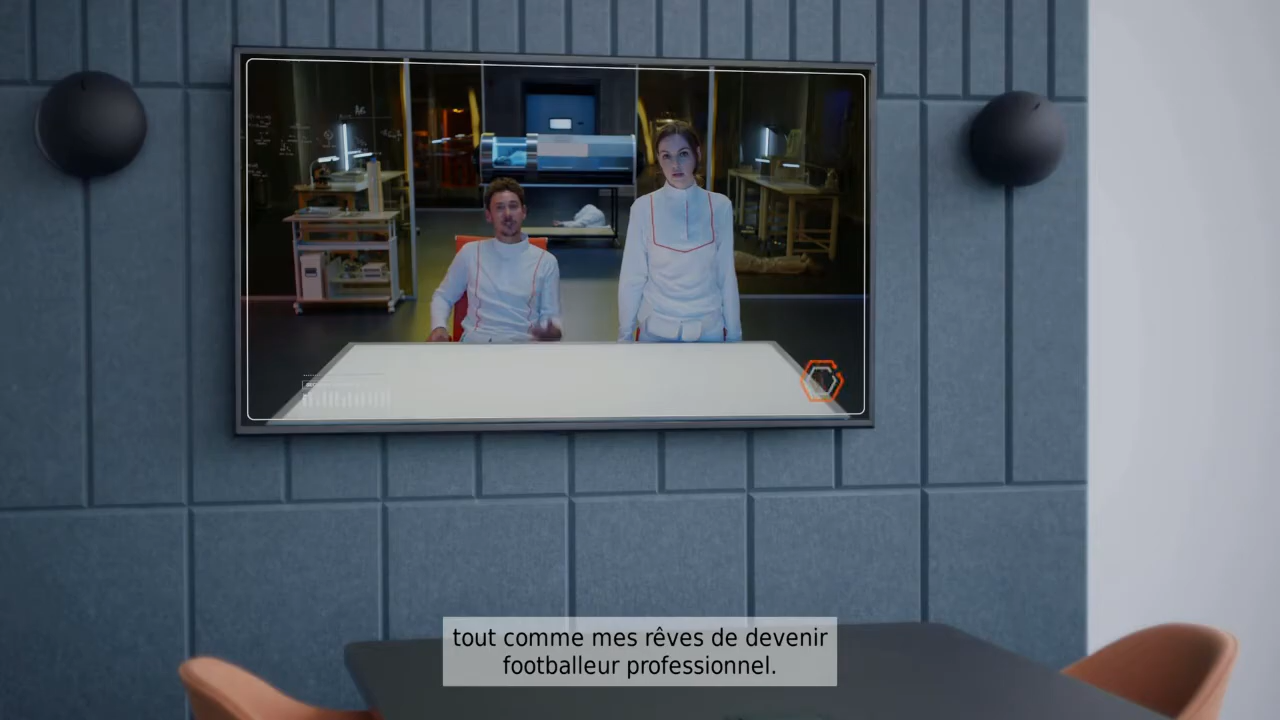 tout comme mes rêves de devenir
footballeur professionnel.